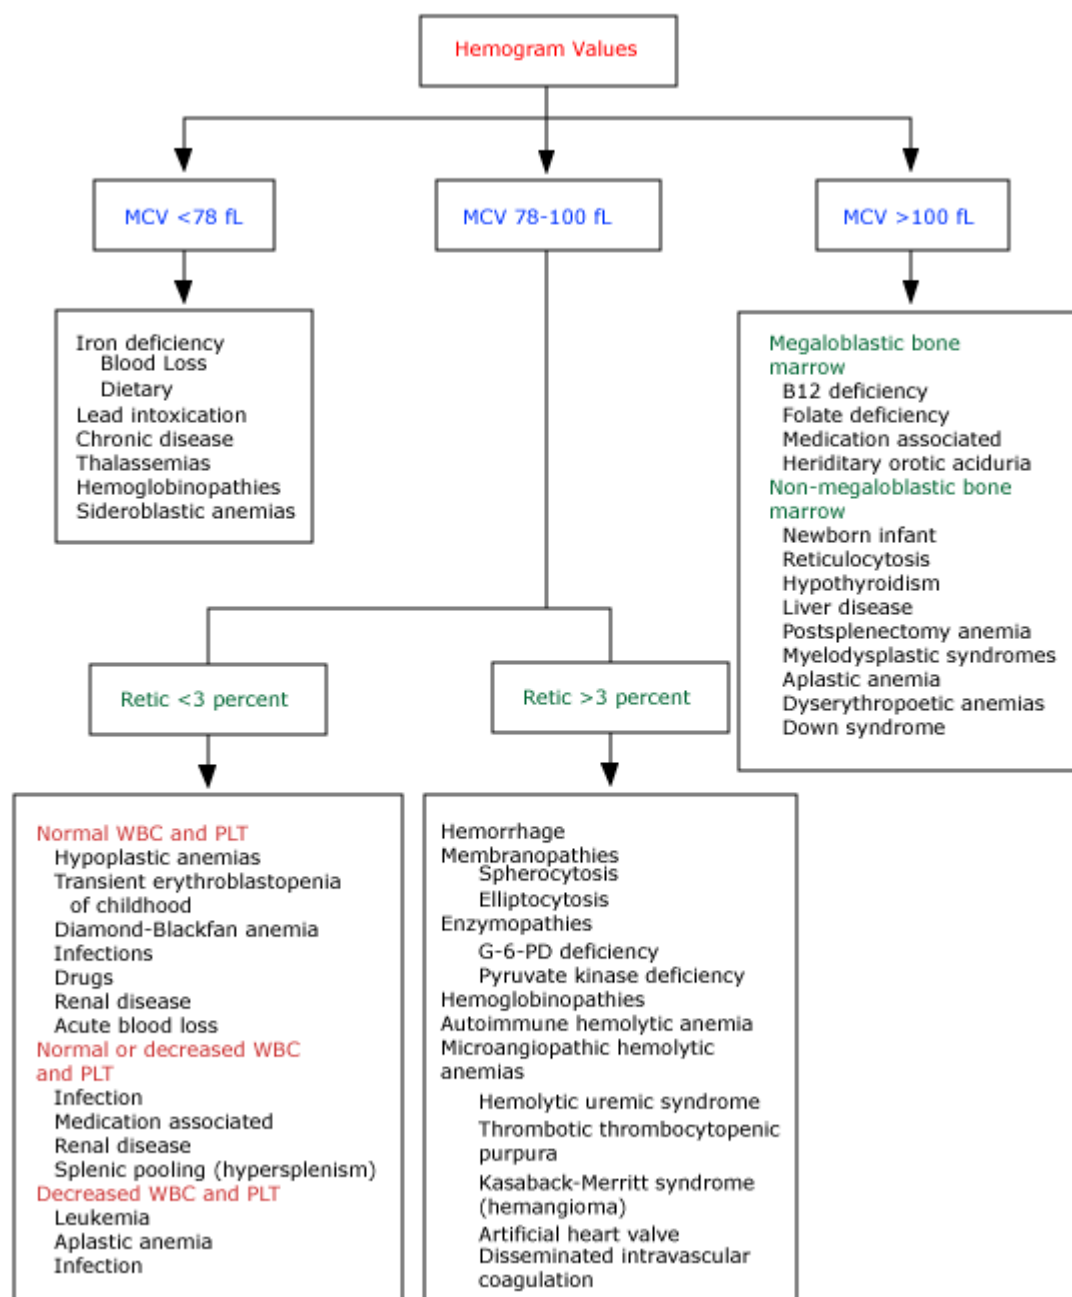 Hemogram Values
MCV <78 fL
MCV 78-100 fL
MCV >100 fL
Iron deficiency
Blood Loss
Dietary
Lead intoxication
Chronic disease
Thalassemias
Hemoglobinopathies
Sideroblastic anemias
Megaloblastic bone
marrow
B12 deficiency
Folate deficiency
Medication associated
Heriditary orotic aciduria
Non-megaloblastic bone
marrow
Newborn infant
Reticulocytosis
Hypothyroidism
Liver disease
Postsplenectomy anemia
Myelodysplastic syndromes
Aplastic anemia
Dyserythropoetic anemias
Down syndrome
Retic <3 percent
Retic >3 percent
Normal WBC and PLT
Hypoplastic anemias
Transient erythroblastopenia
of childhood
Diamond-Blackfan anemia
Infections
Drugs
Renal disease
Acute blood loss
Normal or decreased WBC
and PLT
Infection
Medication associated
Renal disease
Splenic pooling (hypersplenism)
Decreased WBC and PLT
Leukemia
Aplastic anemia
Infection
Hemorrhage
Membranopathies
Spherocytosis
Elliptocytosis
Enzymopathies
G-6-PD deficiency
Pyruvate kinase deficiency
Hemoglobinopathies
Autoimmune hemolytic anemia
Microangiopathic hemolytic
anemias
Hemolytic uremic syndrome
Thrombotic thrombocytopenic
purpura
Kasaback-Merritt syndrome
(hemangioma)
Artificial heart valve
Disseminated intravascular
coagulation